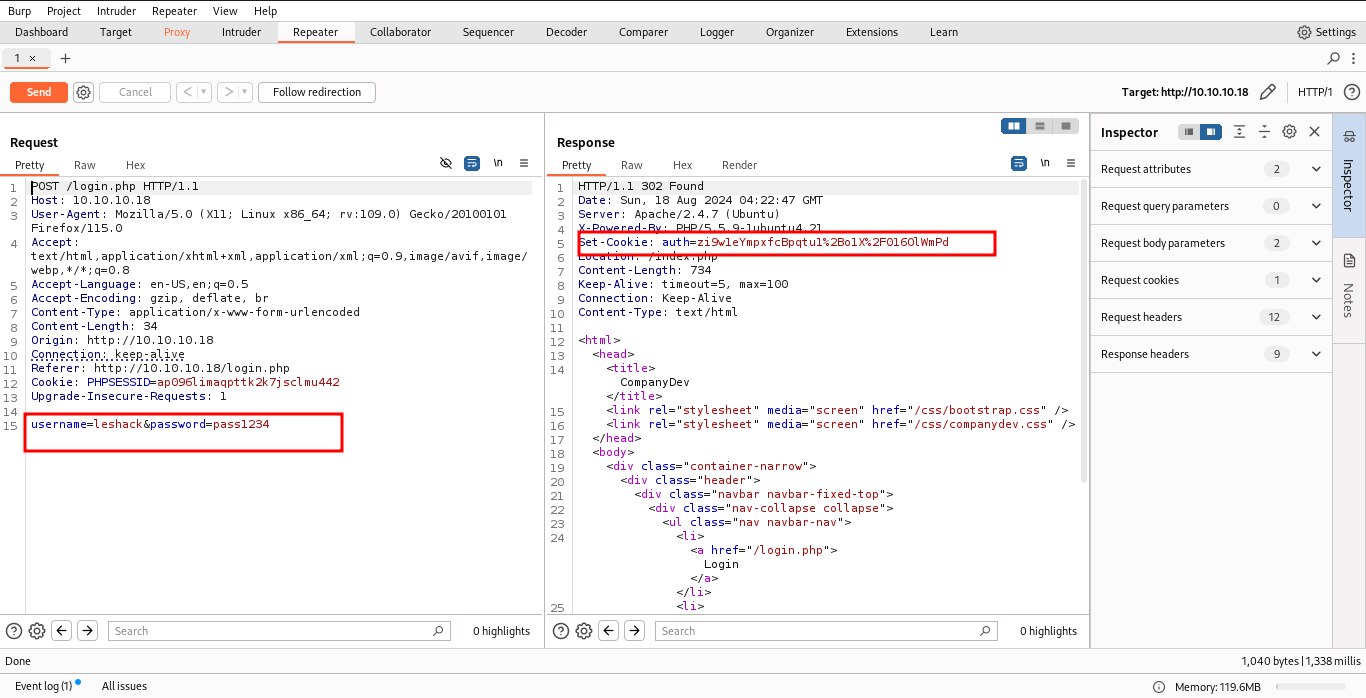 Burp Project Intruder Repeater View Help
Dashboard Target Proxy Intruder Repeater Collaborator Sequencer Decoder Comparer Logger Organizer Extensions Learn Settings
1 × +
Send Cancel < > Follow redirection Target: http://10.10.10.18 HTTP/1
Request
Pretty Raw Hex \n
1 POST /login.php HTTP/1.1
2 Host: 10.10.10.18
3 User-Agent: Mozilla/5.0 (X11; Linux x86_64; rv:109.0) Gecko/20100101
Firefox/115.0
4 Accept:
text/html,application/xhtml+xml,application/xml;q=0.9,image/avif,image/
webp,*/*;q=0.8
5 Accept-Language: en-US,en;q=0.5
6 Accept-Encoding: gzip, deflate, br
7 Content-Type: application/x-www-form-urlencoded
8 Content-Length: 34
9 Origin: http://10.10.10.18
10 Connection: keep-alive
11 Referer: http://10.10.10.18/login.php
12 Cookie: PHPSESSID=ap096limaqpttk2k7jsclmu442
13 Upgrade-Insecure-Requests: 1
14
15 username=leshack&password=pass1234
Search 0 highlights
Response
Pretty Raw Hex Render \n
1 HTTP/1.1 302 Found
2 Date: Sun, 18 Aug 2024 04:22:47 GMT
3 Server: Apache/2.4.7 (Ubuntu)
4 X-Powered-By: PHP/5.5.9-1ubuntu4.21
5 Set-Cookie: auth=zi9wleYmpxfcBpqtu1%2Bo1X%2F016OlWmPd
6 Location: /index.php
7 Content-Length: 734
8 Keep-Alive: timeout=5, max=100
9 Connection: Keep-Alive
10 Content-Type: text/html
11
12 <html>
13 <head>
14 <title>
CompanyDev
</title>
15 <link rel="stylesheet" media="screen" href="/css/bootstrap.css" />
16 <link rel="stylesheet" media="screen" href="/css/companydev.css" />
17 </head>
18 <body>
19 <div class="container-narrow">
20 <div class="header">
21 <div class="navbar navbar-fixed-top">
22 <div class="nav-collapse collapse">
23 <ul class="nav navbar-nav">
24 <li>
<a href="/login.php">
Login
</a>
</li>
25 <li>
Search 0 highlights
Inspector
Request attributes 2
Request query parameters 0
Request body parameters 2
Request cookies 1
Request headers 12
Response headers 9
Inspector
Notes
Done 1,040 bytes | 1,338 millis
Event log (1) All issues Memory: 119.6MB